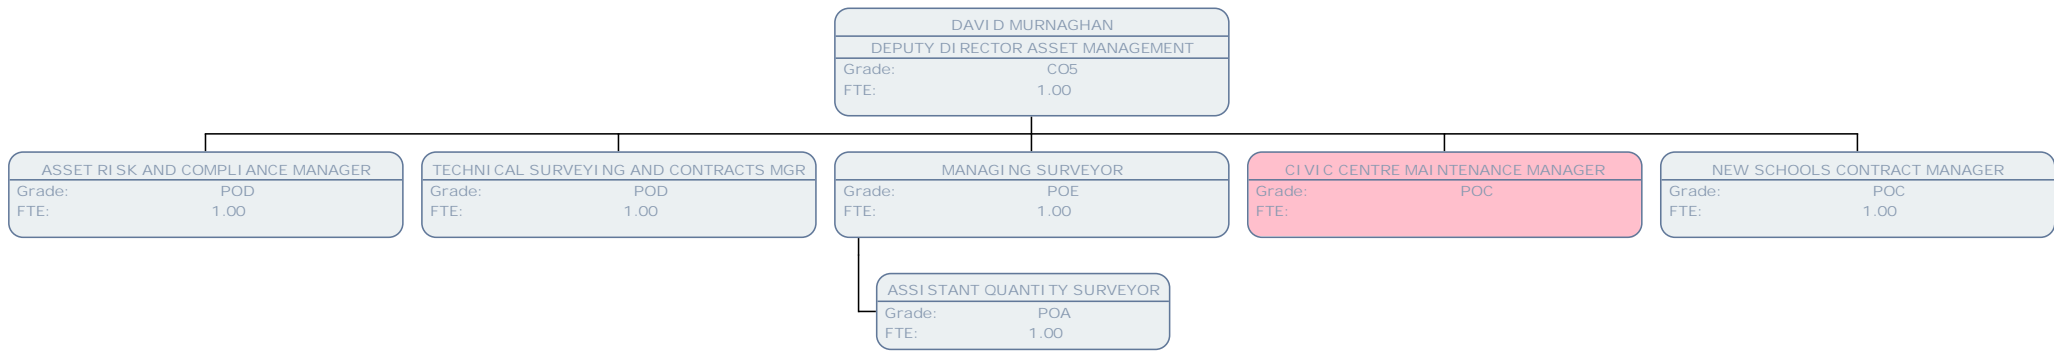 DAVID MURNAGHAN
DEPUTY DIRECTOR ASSET MANAGEMENT
Grade: CO5
FTE: 1.00
ASSET RISK AND COMPLIANCE MANAGER
Grade: POD
FTE: 1.00
TECHNICAL SURVEYING AND CONTRACTS MGR
Grade: POD
FTE: 1.00
MANAGING SURVEYOR
Grade: POE
FTE: 1.00
CIVIC CENTRE MAINTENANCE MANAGER
Grade: POC
FTE:
NEW SCHOOLS CONTRACT MANAGER
Grade: POC
FTE: 1.00
ASSISTANT QUANTITY SURVEYOR
Grade: POA
FTE: 1.00